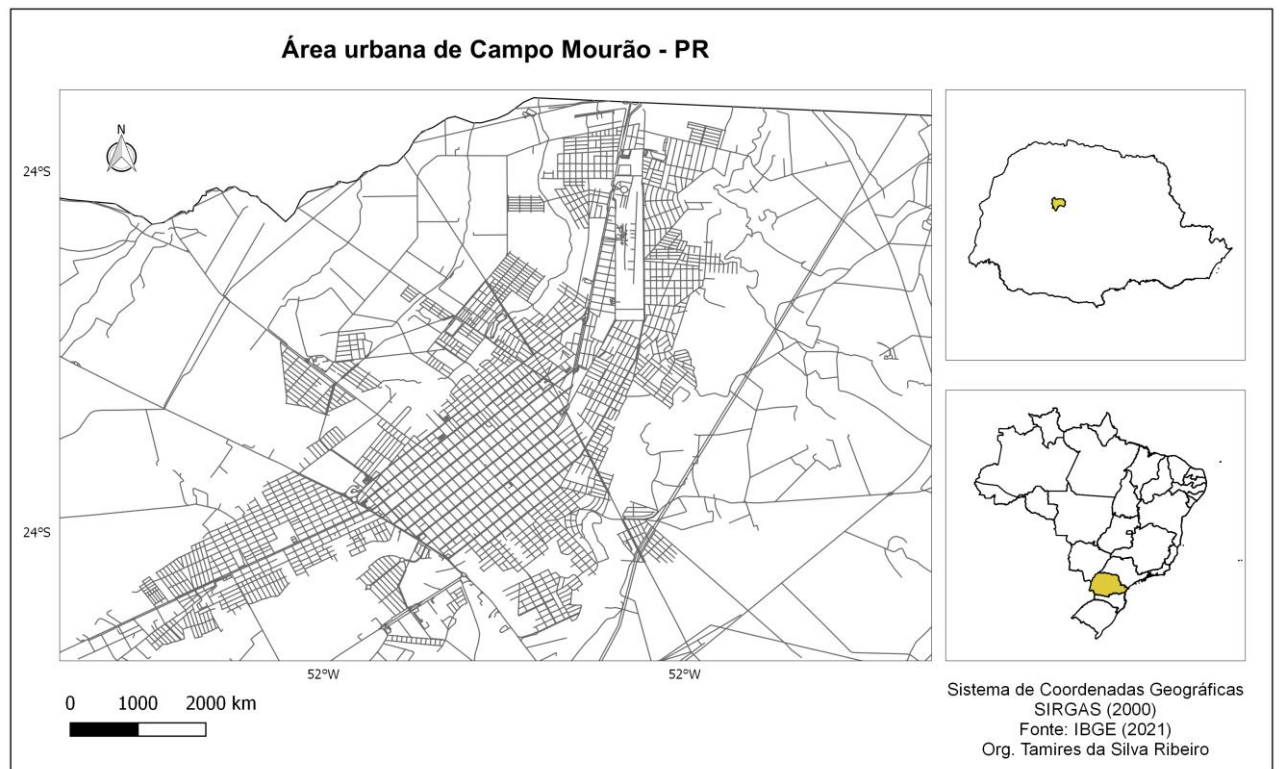 Área urbana de Campo Mourão - PR
N
24°S
24°S
52°W
52°W
0 1000 2000 km
Sistema de Coordenadas Geográficas
SIRGAS (2000)
Fonte: IBGE (2021)
Org. Tamires da Silva Ribeiro